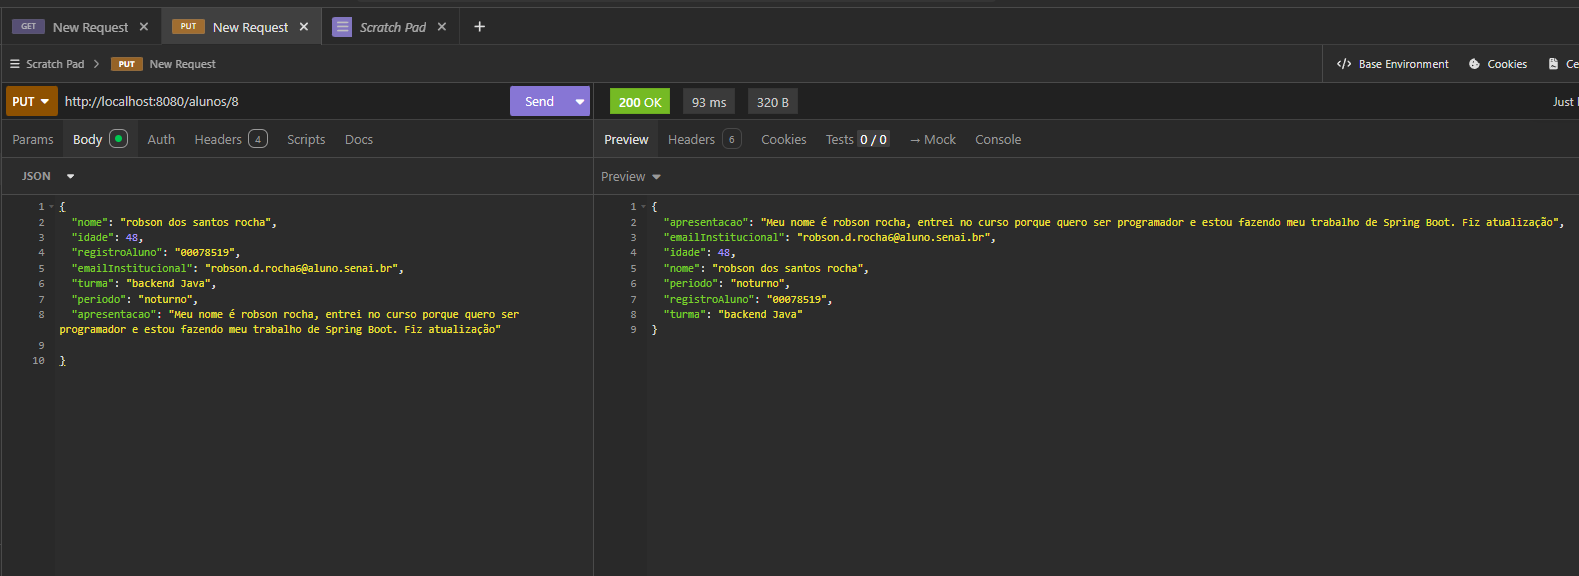 GET New Request PUT New Request Scratch Pad
Scratch Pad PUT New Request Base Environment Cookies Ce
PUT http://localhost:8080/alunos/8 Send 200 OK 93 ms 320 B Just
Params Body Auth Headers 4 Scripts Docs Preview Headers 6 Cookies Tests 0 / 0 → Mock Console
JSON Preview
1 {
2 "nome": "robson dos santos rocha",
3 "idade": 48,
4 "registroAluno": "00078519",
5 "emailInstitucional": "robson.d.rocha6@aluno.senai.br",
6 "turma": "backend Java",
7 "periodo": "noturno",
8 "apresentacao": "Meu nome é robson rocha, entrei no curso porque quero ser
programador e estou fazendo meu trabalho de Spring Boot. Fiz atualização"
9
10 }
1 {
2 "apresentacao": "Meu nome é robson rocha, entrei no curso porque quero ser programador e estou fazendo meu trabalho de Spring Boot. Fiz atualização",
3 "emailInstitucional": "robson.d.rocha6@aluno.senai.br",
4 "idade": 48,
5 "nome": "robson dos santos rocha",
6 "periodo": "noturno",
7 "registroAluno": "00078519",
8 "turma": "backend Java"
9 }